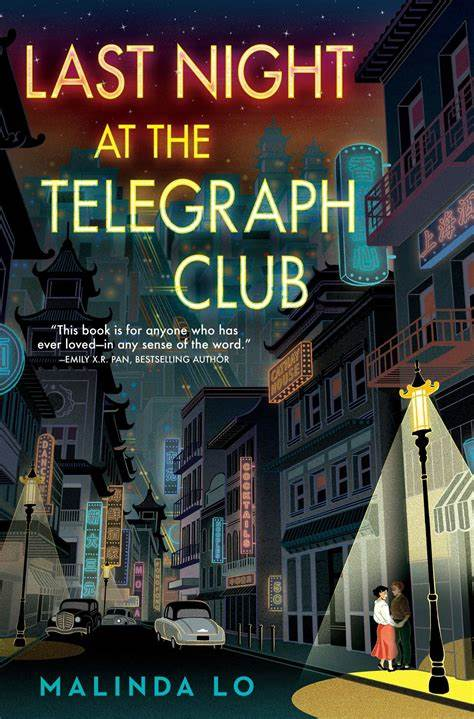 LAST NIGHT
AT THE
TELEGRAPH
CLUB
“This book is for anyone who has
ever loved—in any sense of the word.”
—EMILY X.R. PAN, BESTSELLING AUTHOR
COCKTAILS
MALINDA LO